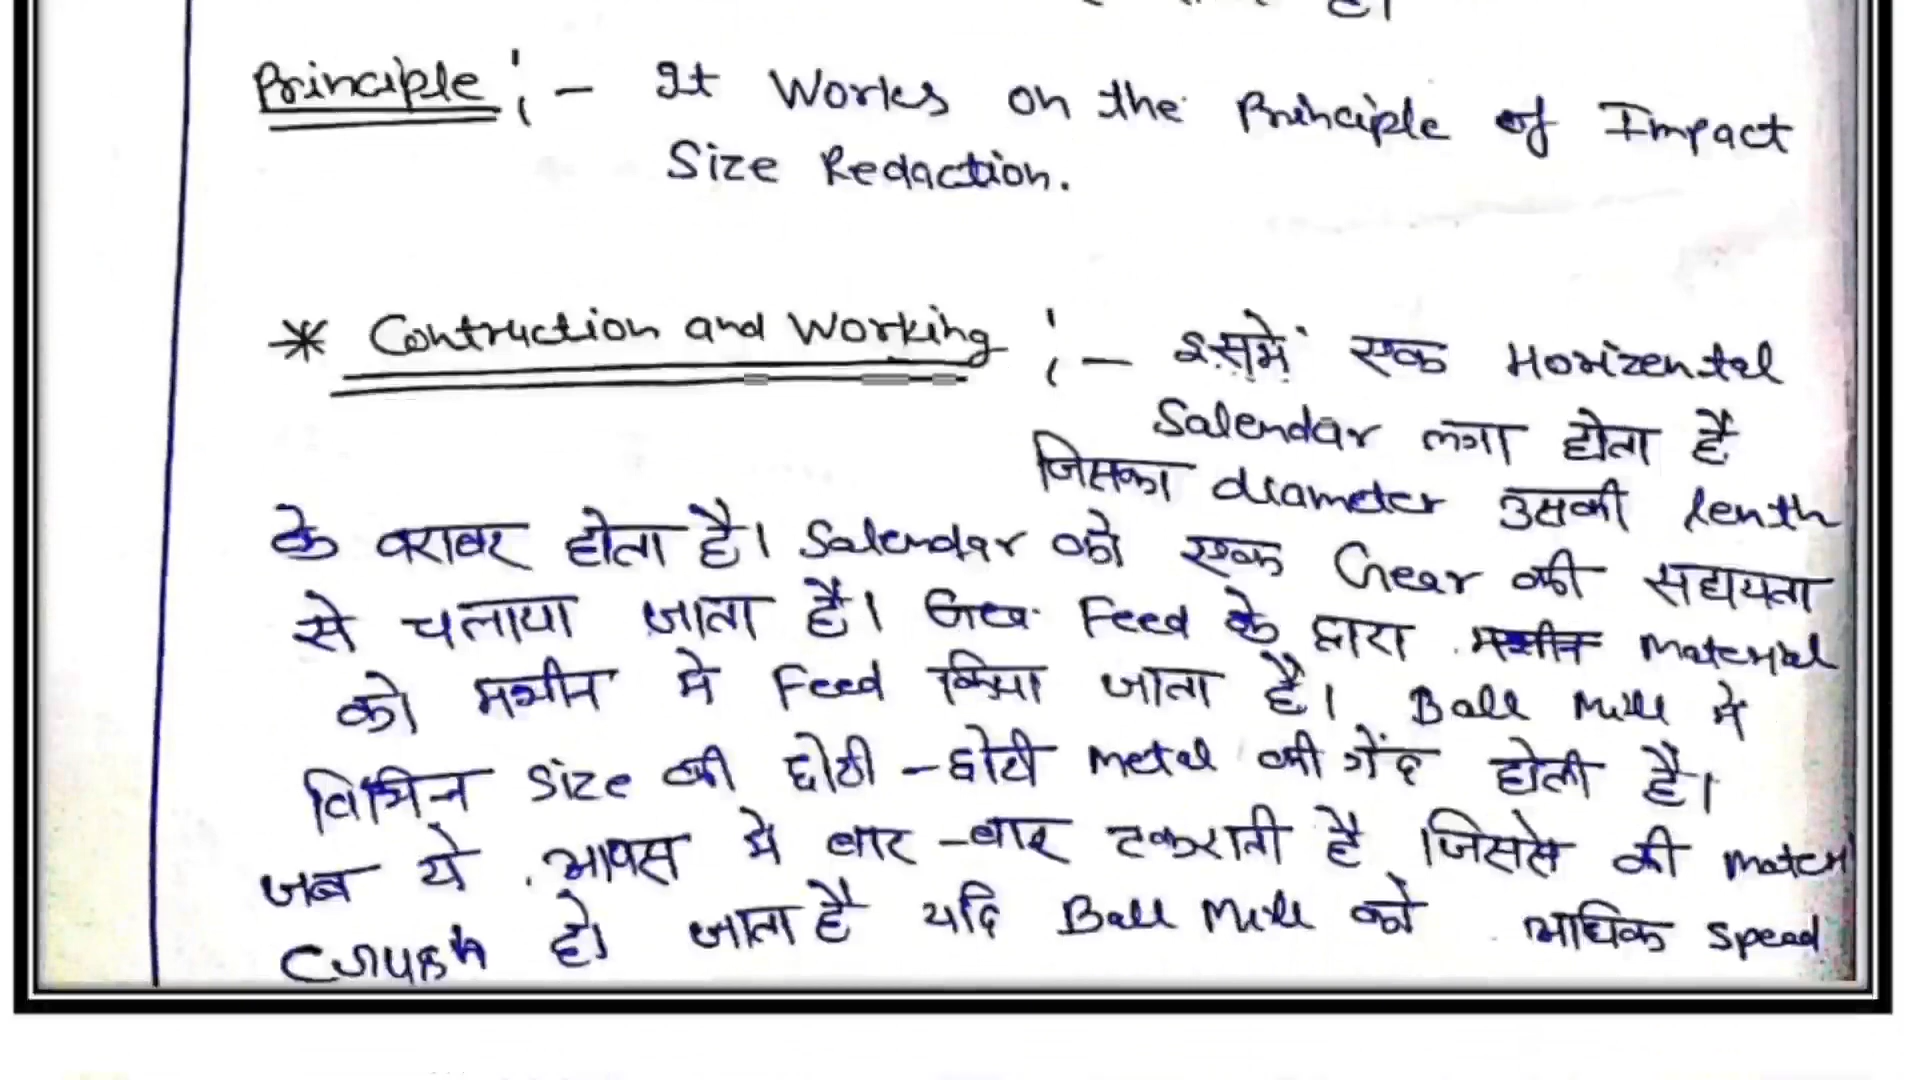 है।
Principle :- It Works on the Principle of Impact
Size Redaction.
* Contruction and Working :- इसमें एक Horizental
Salendar लगा होता है
जिसका diameter उसकी lenth
के बराबर होता है। Salendar को एक Gear की सहायता
से चलाया जाता है। Feed के द्वारा मशीन material
को मशीन मे Feed किया जाता है। Ball Mill में
विभिन्न Size की छोटी-छोटी metal की गेंद होती है।
जब ये आपस मे बार-बार टकराती है जिससे की mater
Crush हो जाता है यदि Ball Mill को अधिक speed